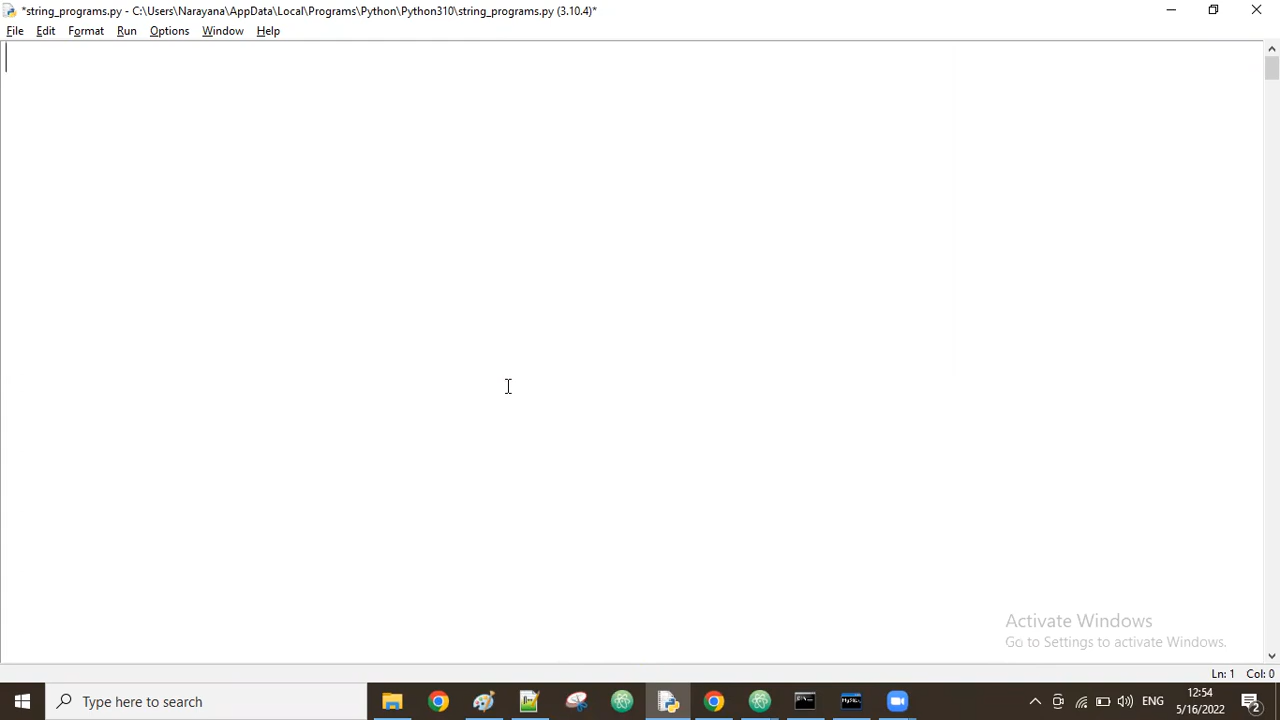 *string_programs.py - C:\Users\Narayana\AppData\Local\Programs\Python\Python310\string_programs.py (3.10.4)*
File Edit Format Run Options Window Help
Activate Windows
Go to Settings to activate Windows.
Ln: 1 Col: 0
Type here to search
ENG
12:54
5/16/2022
2